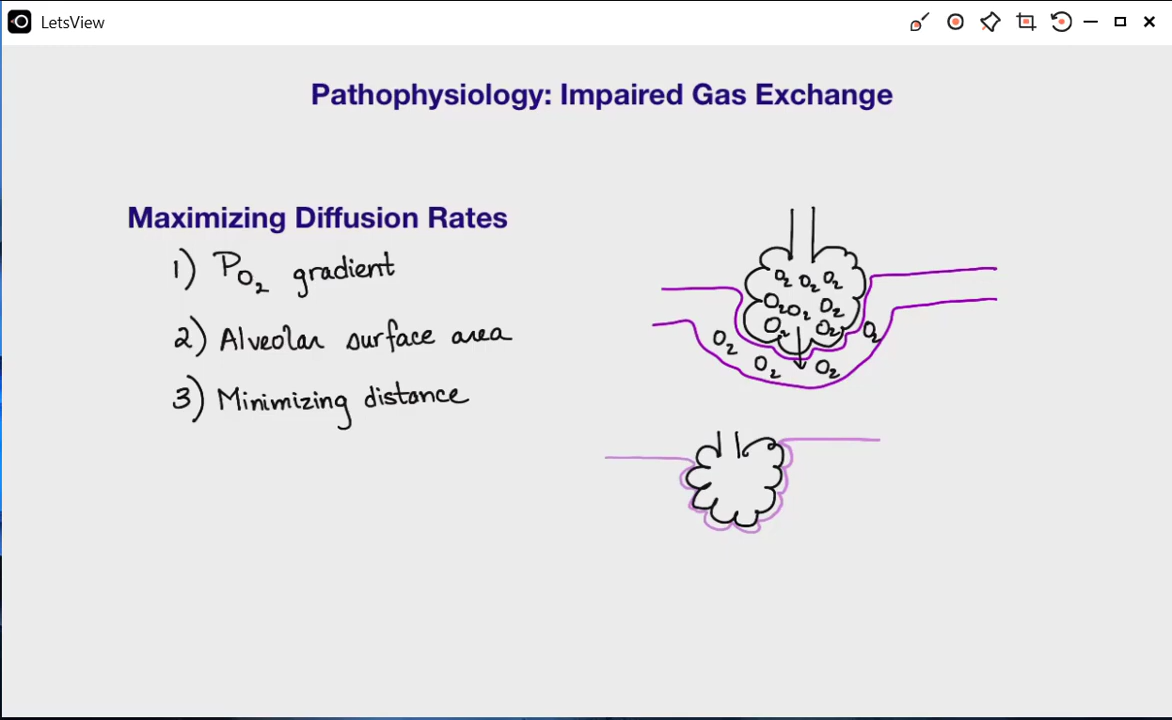 LetsView
Pathophysiology: Impaired Gas Exchange
Maximizing Diffusion Rates
1) PO₂ gradient
2) Alveolar surface area
3) Minimizing distance
O₂ O₂ O₂
O₂ O₂ O₂
O₂ O₂
O₂ O₂
O₂ O₂